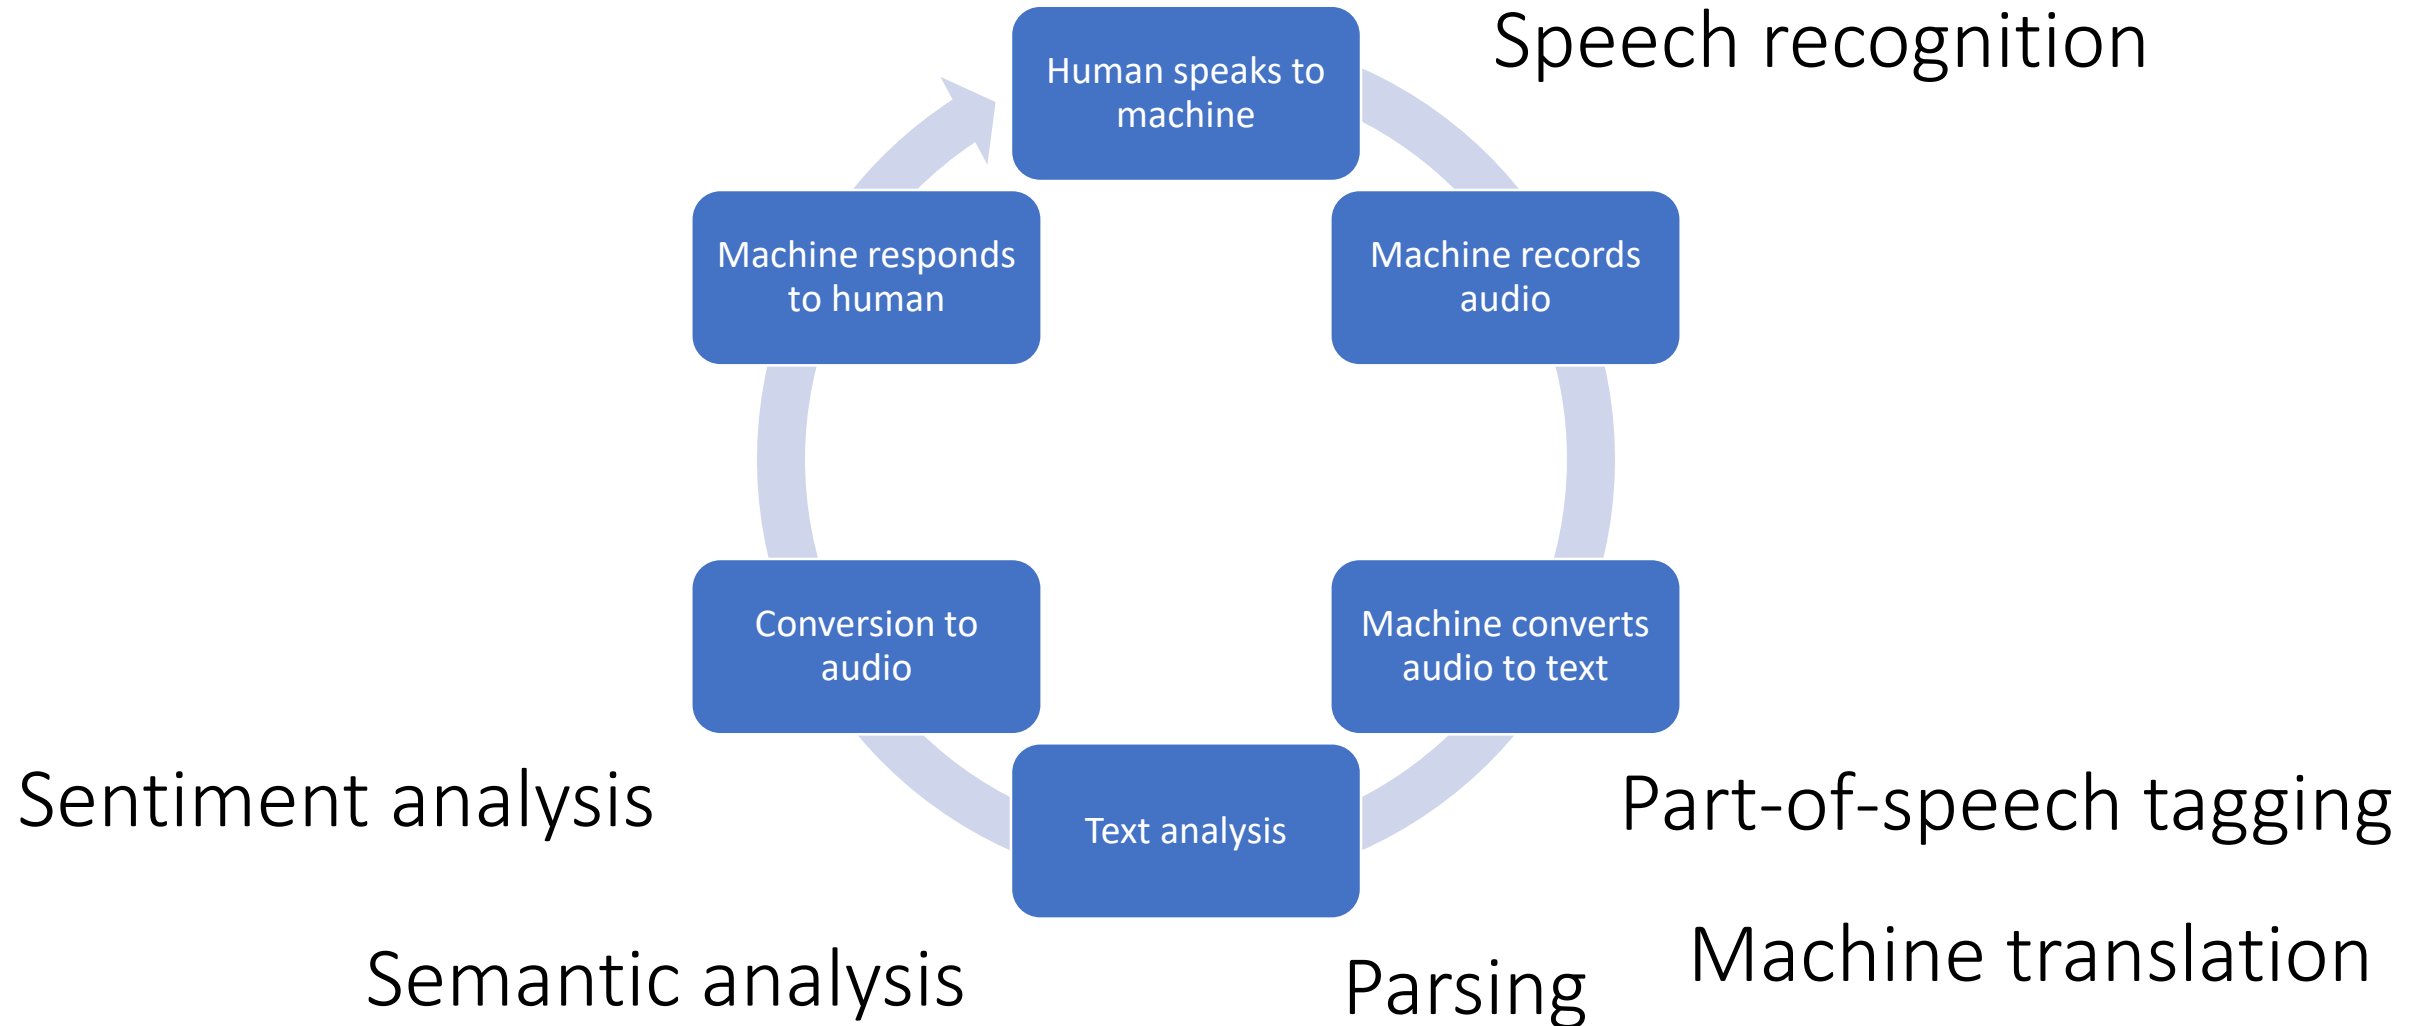 Speech recognition
Human speaks to
machine
Machine responds
to human
Machine records
audio
Conversion to
audio
Machine converts
audio to text
Sentiment analysis
Text analysis
Part-of-speech tagging
Semantic analysis
Parsing
Machine translation